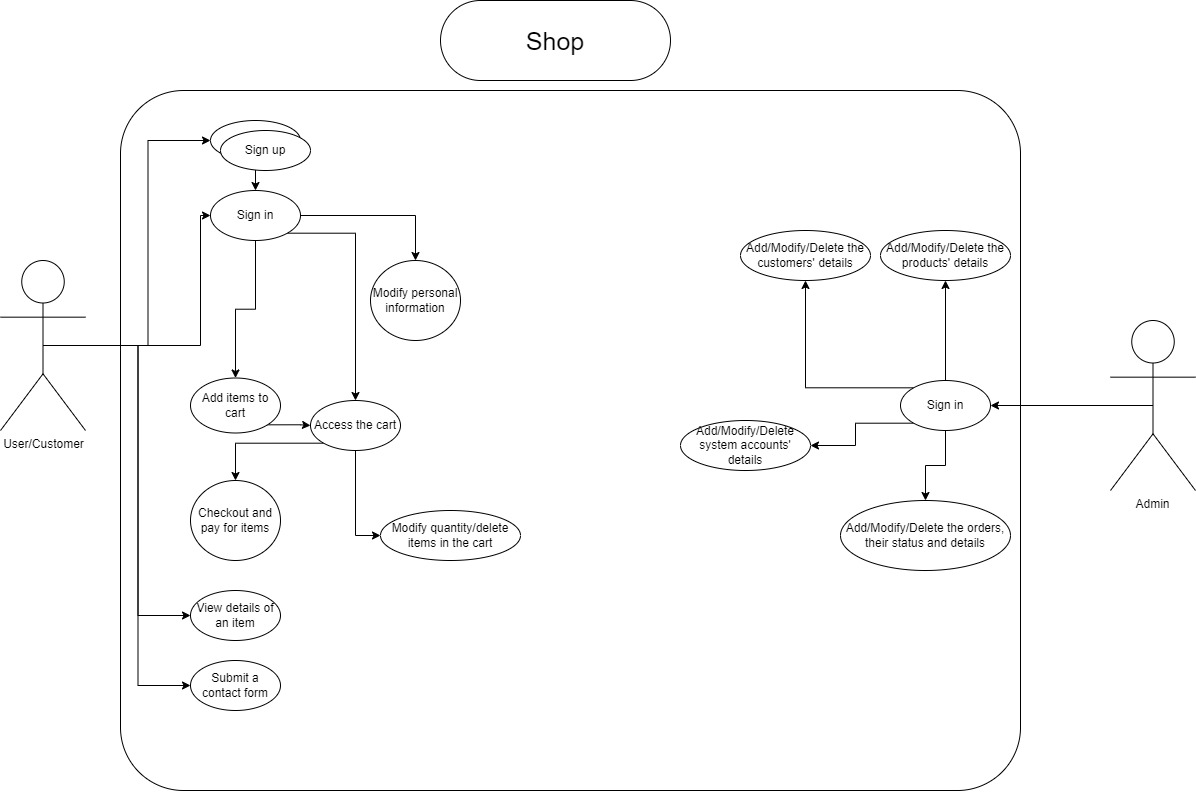 Shop
Sign up
Sign in
Modify personal
information
Add items to
cart
Access the cart
Checkout and
pay for items
Modify quantity/delete
items in the cart
View details of
an item
Submit a
contact form
User/Customer
Add/Modify/Delete the
customers' details
Add/Modify/Delete the
products' details
Sign in
Add/Modify/Delete
system accounts'
details
Add/Modify/Delete the orders,
their status and details
Admin